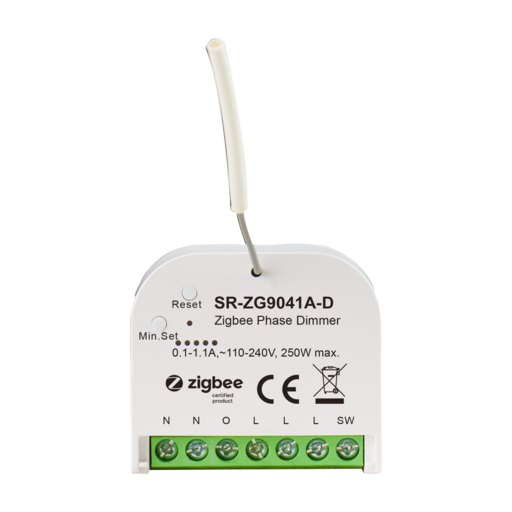 Reset
SR-ZG9041A-D
Zigbee Phase Dimmer
Min.Set
0.1-1.1A,~110-240V, 250W max.
zigbee
certified
product
CE
N N O L L L SW